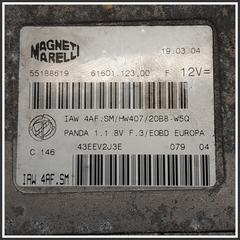 MAGNETI
MARELLI
19.03.04
55188619 61601.123.00 F 12V=
IAW 4AF.SM/HW407/20B8-W5Q
PANDA 1.1 8V F.3/EOBD EUROPA
C 146 43EEV2J3E 079 04
IAW 4AF.SM